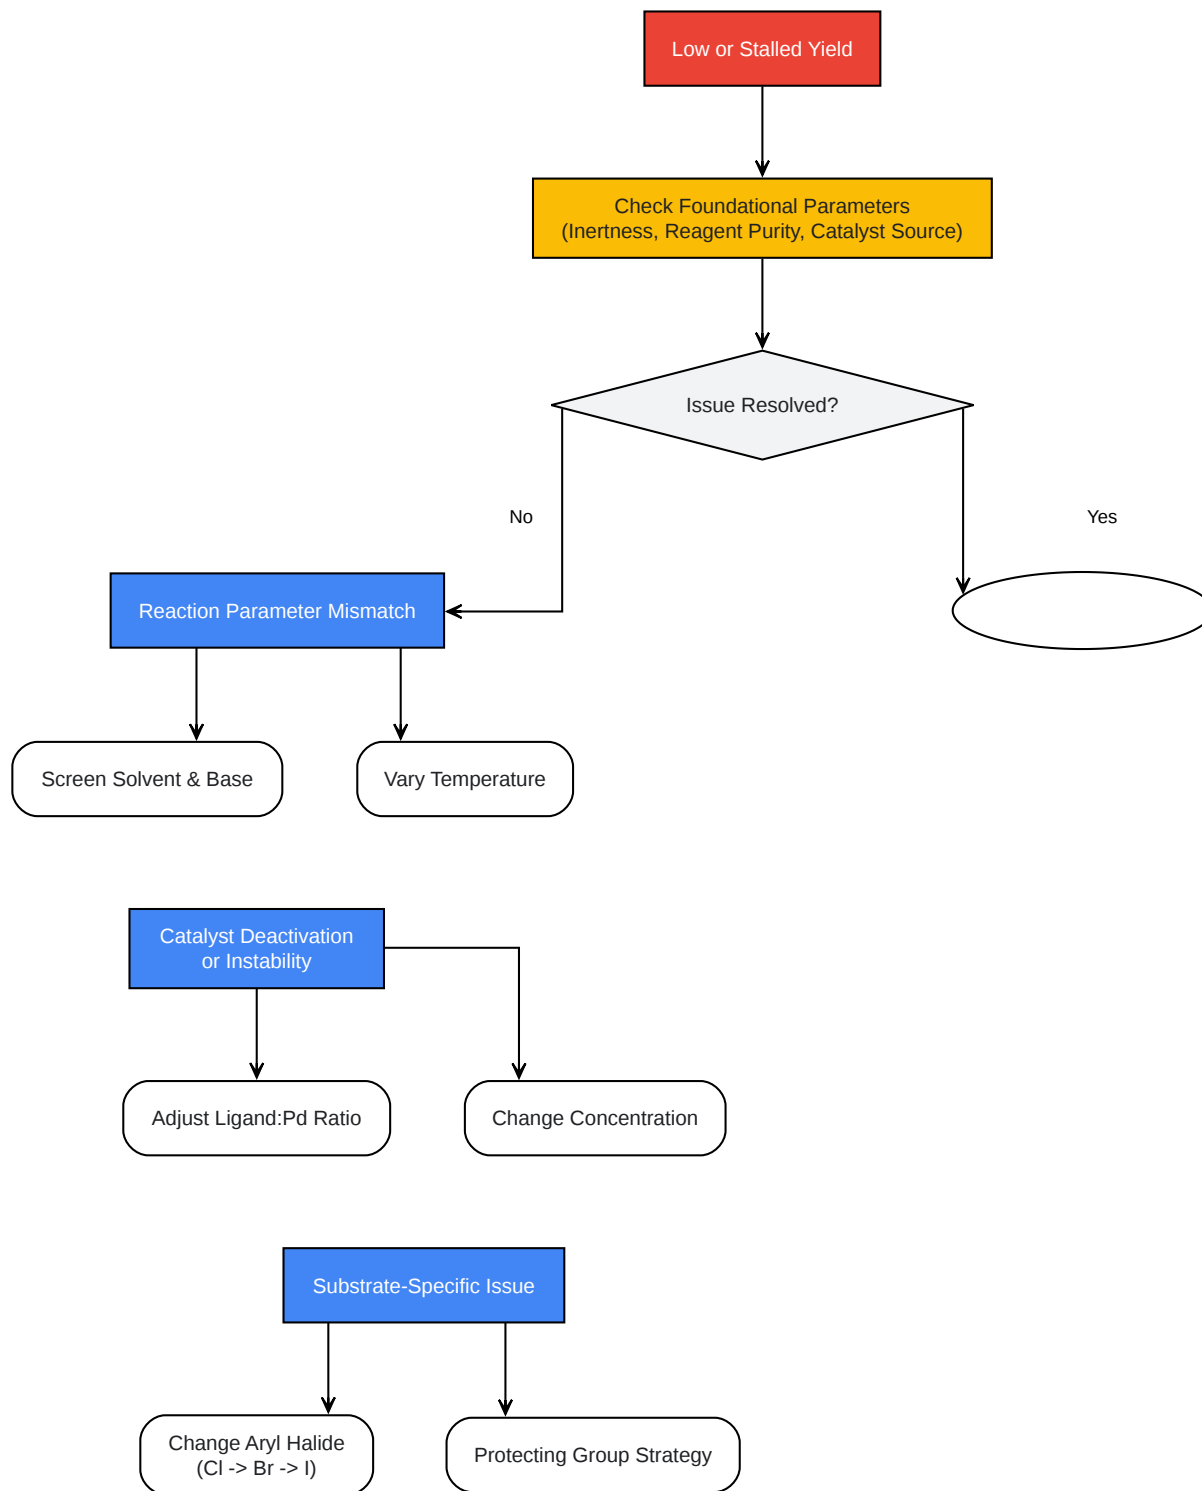 Low or Stalled Yield
Check Foundational Parameters
(Inertness, Reagent Purity, Catalyst Source)
Issue Resolved?
No
Yes
Reaction Parameter Mismatch
Screen Solvent & Base
Vary Temperature
Catalyst Deactivation
or Instability
Adjust Ligand:Pd Ratio
Change Concentration
Substrate-Specific Issue
Change Aryl Halide
(Cl -> Br -> I)
Protecting Group Strategy